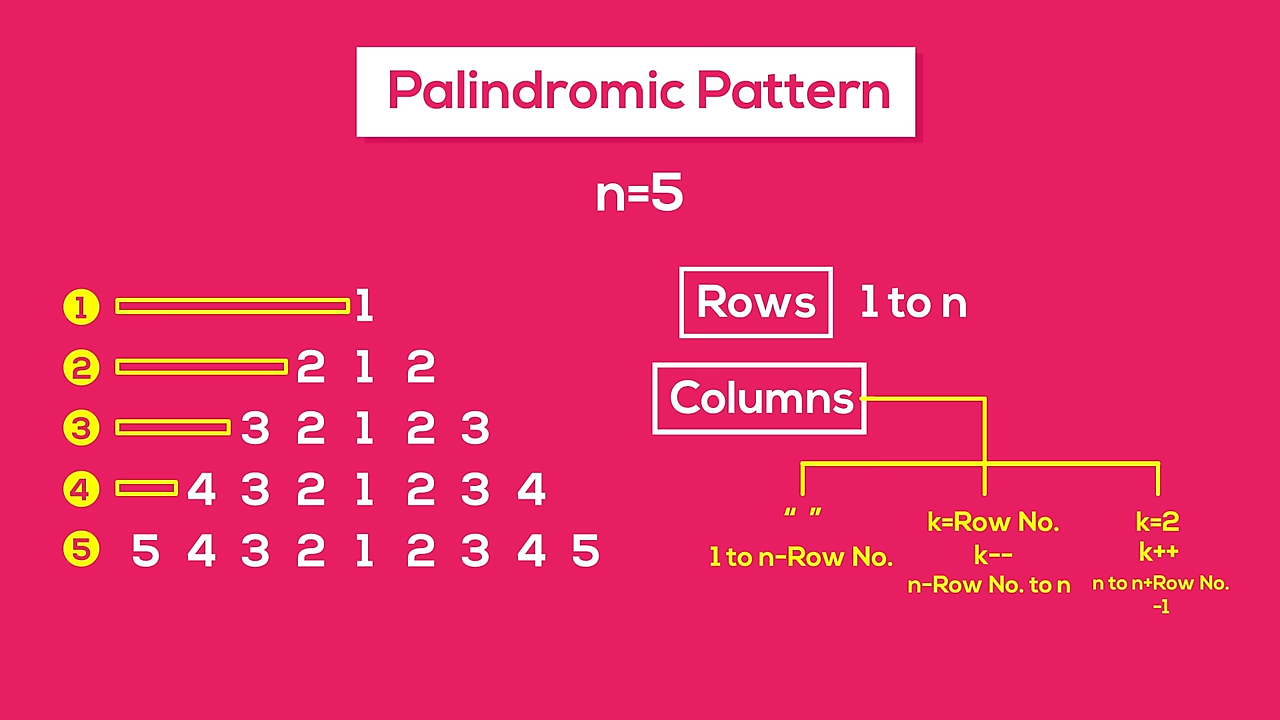 Palindromic Pattern
n=5
1 1
2 2 1 2
3 3 2 1 2 3
4 4 3 2 1 2 3 4
5 5 4 3 2 1 2 3 4 5
Rows 1 to n
Columns
“ ”
1 to n-Row No.
k=Row No.
k--
n-Row No. to n
k=2
k++
n to n+Row No.
-1